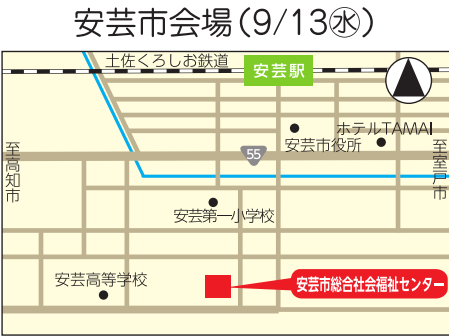 安芸市会場(9/13㊌)
土佐くろしお鉄道
安芸駅
ホテルTAMAI
安芸市役所
55
至高知市
至室戸市
安芸第一小学校
安芸高等学校
安芸市総合社会福祉センター